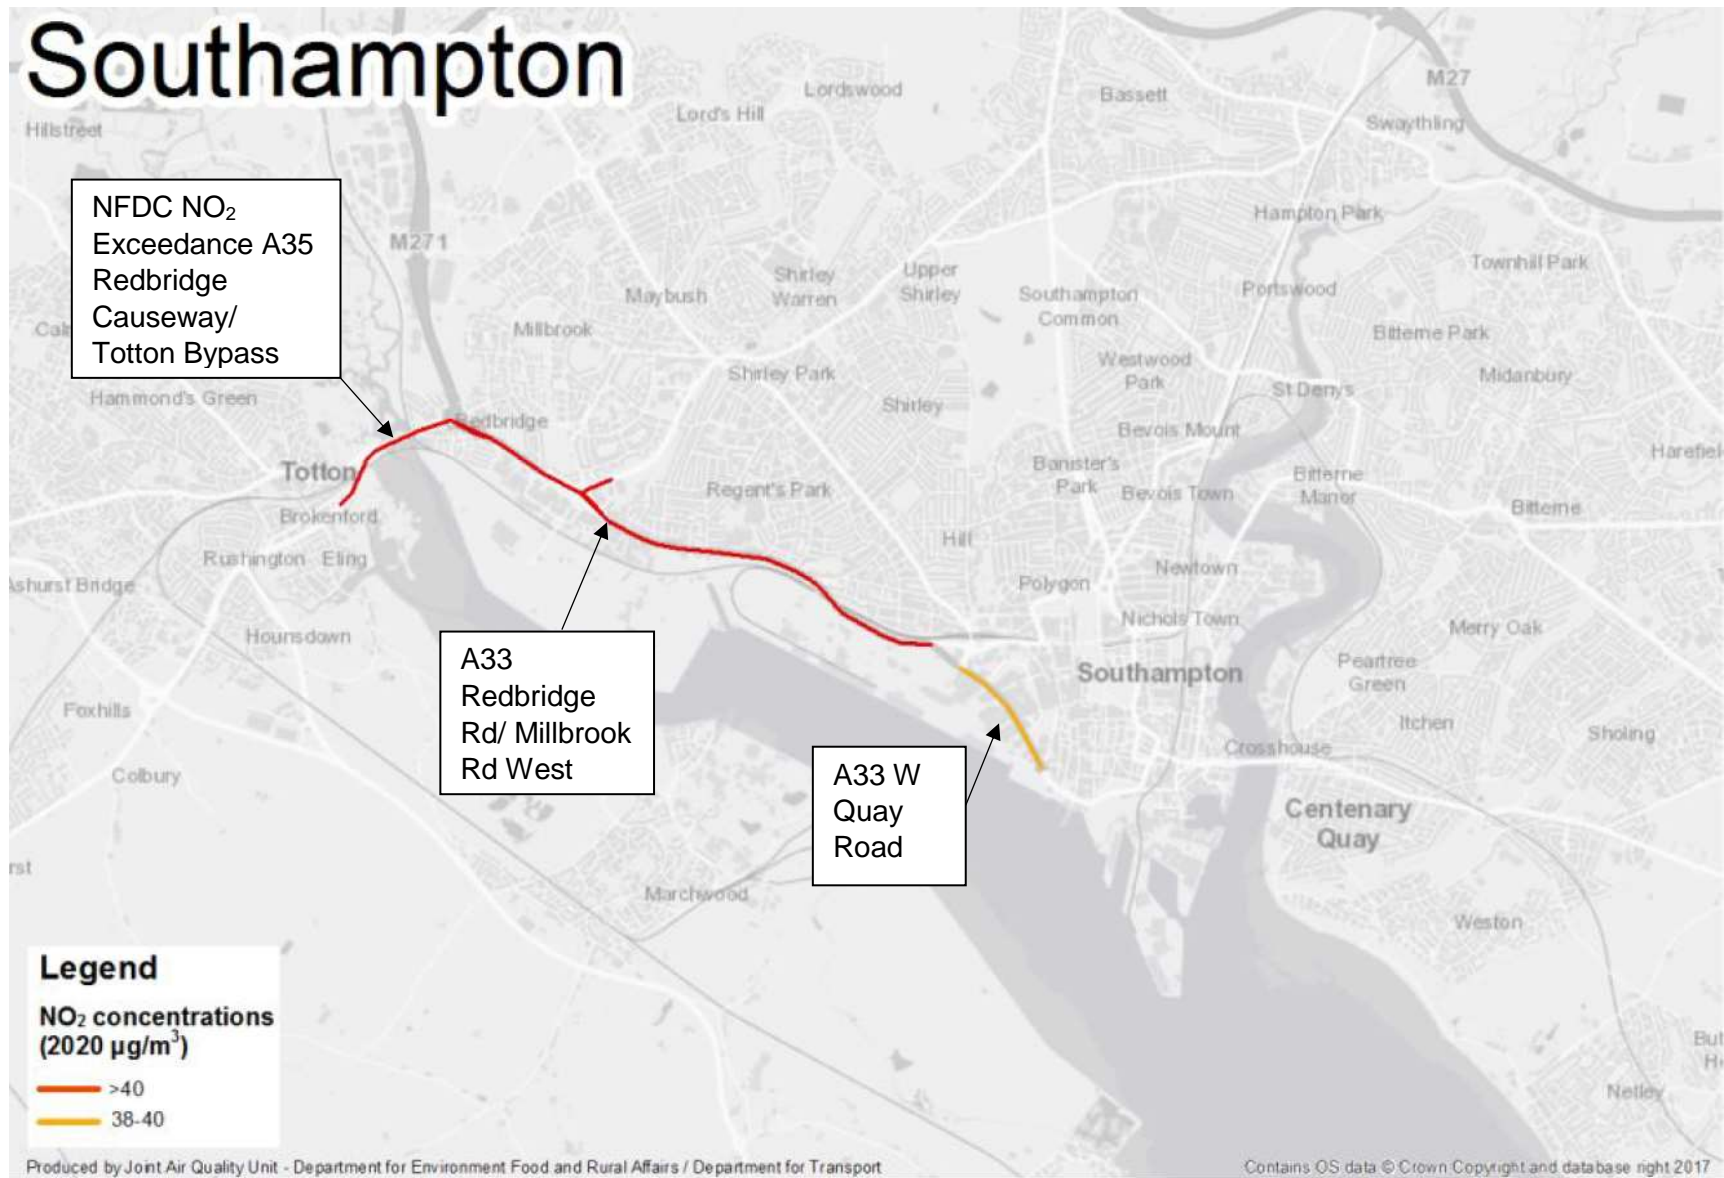 Southampton
M27
Lordswood
Bassett
Lord's Hill
Swaythling
Hillstreet
NFDC NO₂
Exceedance A35
Redbridge
Causeway/
Totton Bypass
M271
Hampton Park
Townhill Park
Shirley
Warren
Upper
Shirley
Maybush
Southampton
Common
Portswood
Millbrook
Bitterne Park
Westwood
Park
Shirley Park
Midanbury
St Denys
Hammond's Green
Shirley
Redbridge
Bevois Mount
Totton
Banister's
Park
Bitterne
Manor
Regent's Park
Bevois Town
Bitterne
Brokenford
Hill
Rushington
Eling
Newtown
Polygon
Ashurst Bridge
Nichols Town
Hounsdown
Merry Oak
A33
Redbridge
Rd/ Millbrook
Rd West
Southampton
Peartree
Green
Foxhills
Itchen
Sholing
Crosshouse
Colbury
A33 W
Quay
Road
Centenary
Quay
rst
Marchwood
Weston
Legend
NO₂ concentrations
(2020 µg/m³)
>40
38-40
Netley
Produced by Joint Air Quality Unit - Department for Environment Food and Rural Affairs / Department for Transport
Contains OS data © Crown Copyright and database right 2017